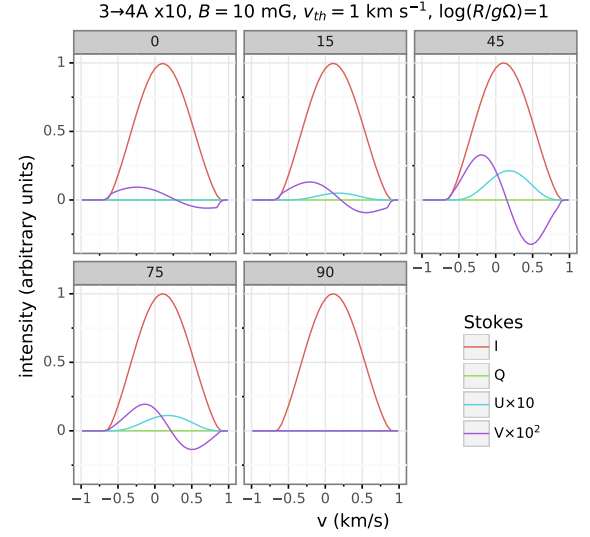 3→4A x10, B = 10 mG, v_th = 1 km s⁻¹, log(R/gΩ)=1
0 15 45
1
0.5
0
−1 −0.5 0 0.5 1
75 90
1
0.5
0
−1 −0.5 0 0.5 1 −1 −0.5 0 0.5 1
intensity (arbitrary units)
v (km/s)
Stokes
I
Q
U×10
V×10²